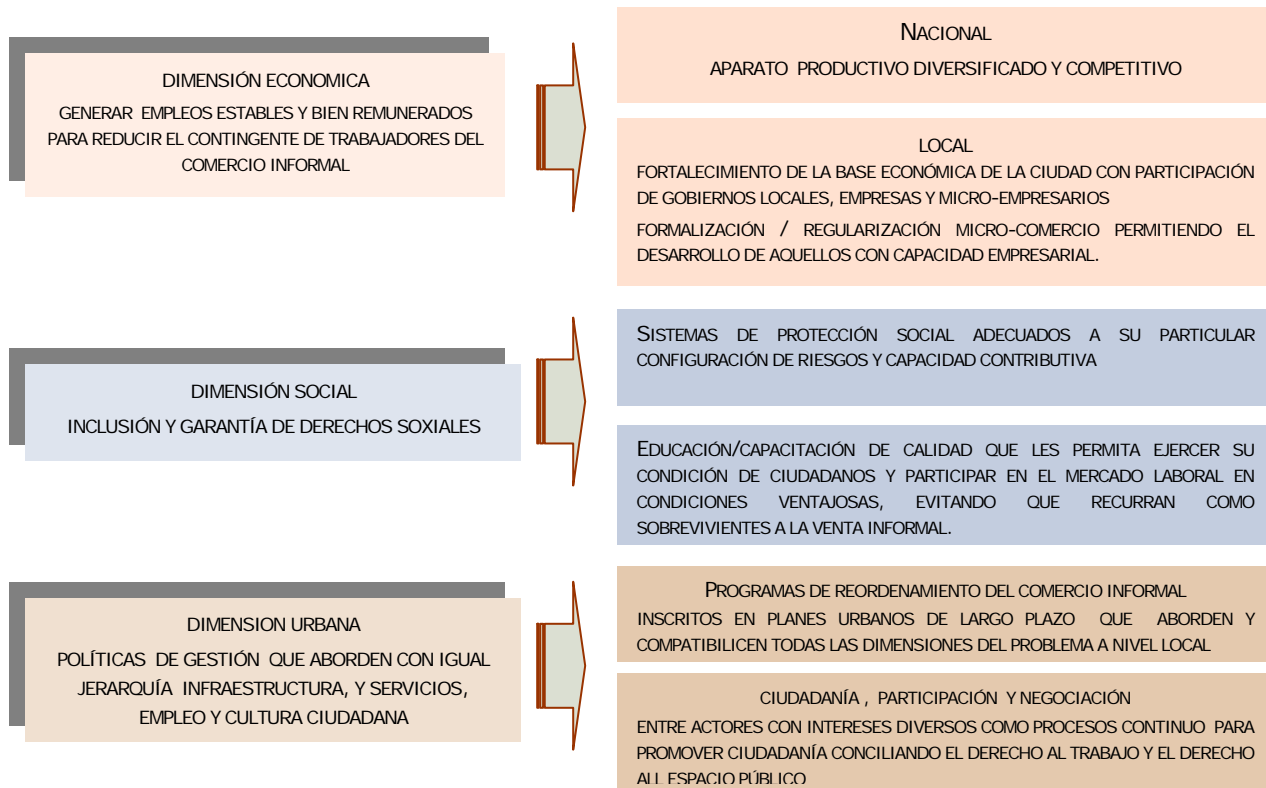 DIMENSIÓN ECONOMICA
GENERAR EMPLEOS ESTABLES Y BIEN REMUNERADOS
PARA REDUCIR EL CONTINGENTE DE TRABAJADORES DEL
COMERCIO INFORMAL
NACIONAL
APARATO PRODUCTIVO DIVERSIFICADO Y COMPETITIVO
LOCAL
FORTALECIMIENTO DE LA BASE ECONÓMICA DE LA CIUDAD CON PARTICIPACIÓN
DE GOBIERNOS LOCALES, EMPRESAS Y MICRO-EMPRESARIOS
FORMALIZACIÓN / REGULARIZACIÓN MICRO-COMERCIO PERMITIENDO EL
DESARROLLO DE AQUELLOS CON CAPACIDAD EMPRESARIAL.
DIMENSIÓN SOCIAL
INCLUSIÓN Y GARANTÍA DE DERECHOS SOXIALES
SISTEMAS DE PROTECCIÓN SOCIAL ADECUADOS A SU PARTICULAR
CONFIGURACIÓN DE RIESGOS Y CAPACIDAD CONTRIBUTIVA
EDUCACIÓN/CAPACITACIÓN DE CALIDAD QUE LES PERMITA EJERCER SU
CONDICIÓN DE CIUDADANOS Y PARTICIPAR EN EL MERCADO LABORAL EN
CONDICIONES VENTAJOSAS, EVITANDO QUE RECURRAN COMO
SOBREVIVIENTES A LA VENTA INFORMAL.
DIMENSION URBANA
POLÍTICAS DE GESTIÓN QUE ABORDEN CON IGUAL
JERARQUÍA INFRAESTRUCTURA, Y SERVICIOS,
EMPLEO Y CULTURA CIUDADANA
PROGRAMAS DE REORDENAMIENTO DEL COMERCIO INFORMAL
INSCRITOS EN PLANES URBANOS DE LARGO PLAZO QUE ABORDEN Y
COMPATIBILICEN TODAS LAS DIMENSIONES DEL PROBLEMA A NIVEL LOCAL
CIUDADANÍA , PARTICIPACIÓN Y NEGOCIACIÓN
ENTRE ACTORES CON INTERESES DIVERSOS COMO PROCESOS CONTINUO PARA
PROMOVER CIUDADANÍA CONCILIANDO EL DERECHO AL TRABAJO Y EL DERECHO
ALL ESPACIO PÚBLICO